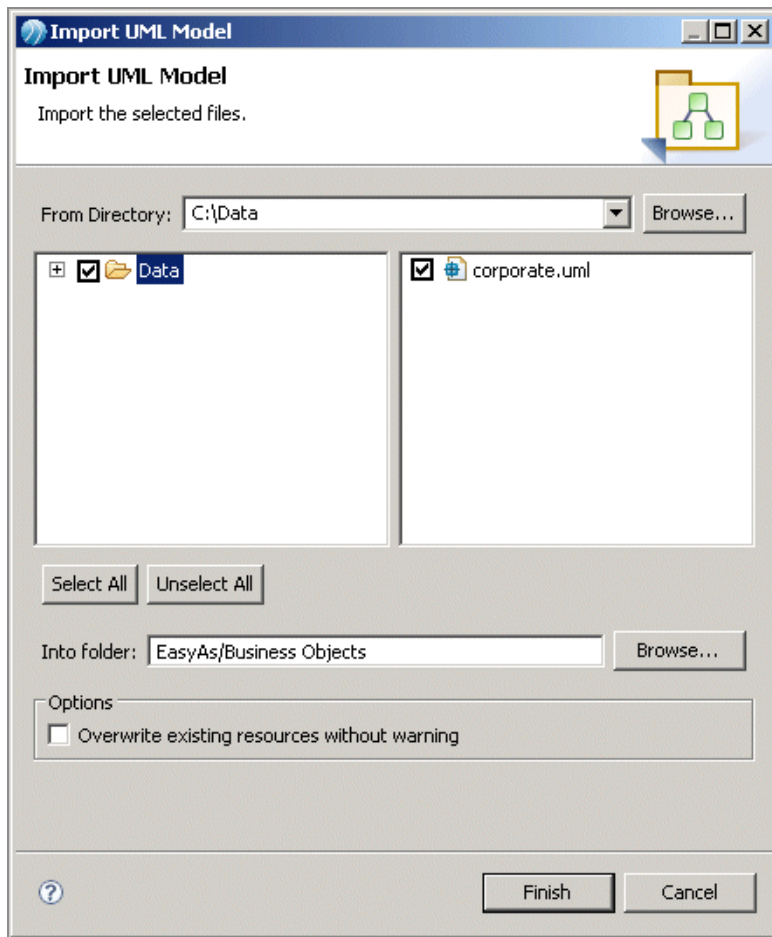 Import UML Model
Import UML Model
Import the selected files.
From Directory: C:\Data Browse...
Data corporate.uml
Select All Unselect All
Into folder: EasyAs/Business Objects Browse...
Options
Overwrite existing resources without warning
? Finish Cancel